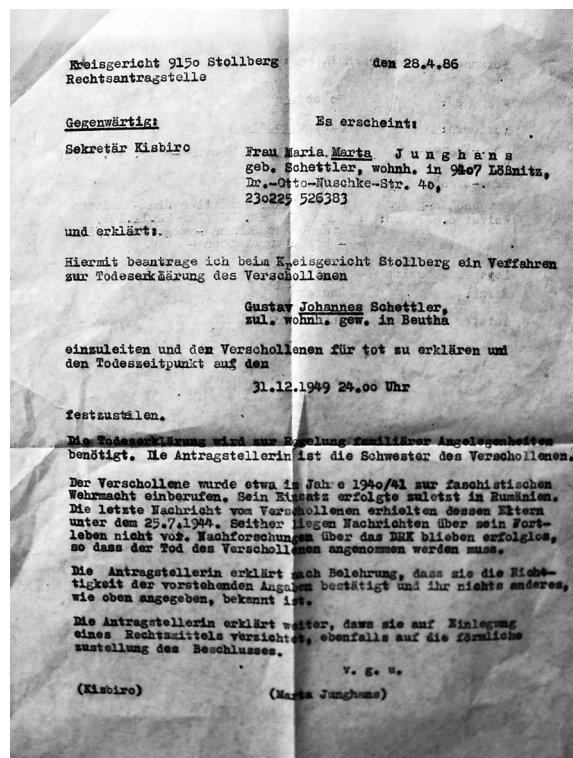 Kreisgericht 9150 Stollberg den 28.4.86
Rechtsantragstelle
Gegenwärtig: Es erscheint:
Sekretär Kisbiro
Frau Maria Marta Junghans
geb. Schettler, wohnh. in 9407 Lößnitz,
Dr.-Otto-Nuschke-Str. 40,
230225 526383
und erklärt:
Hiermit beantrage ich beim Kreisgericht Stollberg ein Verfahren
zur Todeserklärung des Verschollenen
Gustav Johannes Schettler,
zul. wohnh. gew. in Beutha
einzuleiten und den Verschollenen für tot zu erklären und
den Todeszeitpunkt auf den
31.12.1949 24.00 Uhr
festzustellen.
Die Todeserklärung wird zur Regelung familiärer Angelegenheiten
benötigt. Die Antragstellerin ist die Schwester des Verschollenen.
Der Verschollene wurde etwa im Jahre 1940/41 zur faschistischen
Wehrmacht einberufen. Sein Einsatz erfolgte zuletzt in Rumänien.
Die letzte Nachricht vom Verschollenen erhielten dessen Eltern
unter dem 25.7.1944. Seither liegen Nachrichten über sein Fort-
leben nicht vor. Nachforschungen über das DRK blieben erfolglos,
so dass der Tod des Verschollenen angenommen werden muss.
Die Antragstellerin erklärt nach Belehrung, dass sie die Rich-
tigkeit der vorstehenden Angaben bestätigt und ihr nichts anderes,
wie oben angegeben, bekannt ist.
Die Antragstellerin erklärt weiter, dass sie auf Einlegung
eines Rechtsmittels verzichtet, ebenfalls auf die förmliche
zustellung des Beschlusses.
v. g. u.
(Kisbiro) (Marta Junghans)